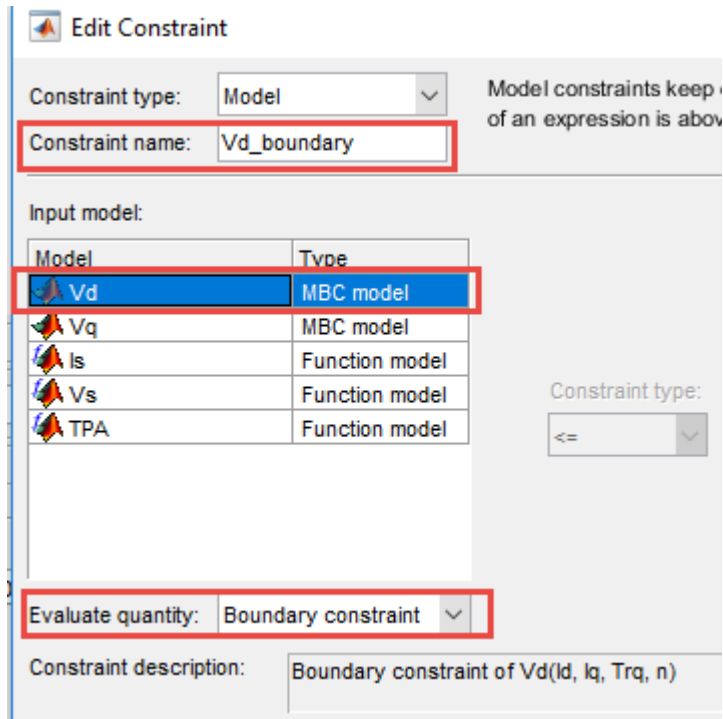 Edit Constraint
Constraint type: Model
Model constraints keep
of an expression is abov
Constraint name: Vd_boundary
Input model:
Model Type
Vd MBC model
Vq MBC model
Is Function model
Vs Function model
TPA Function model
Constraint type:
<=
Evaluate quantity: Boundary constraint
Constraint description: Boundary constraint of Vd(Id, Iq, Trq, n)